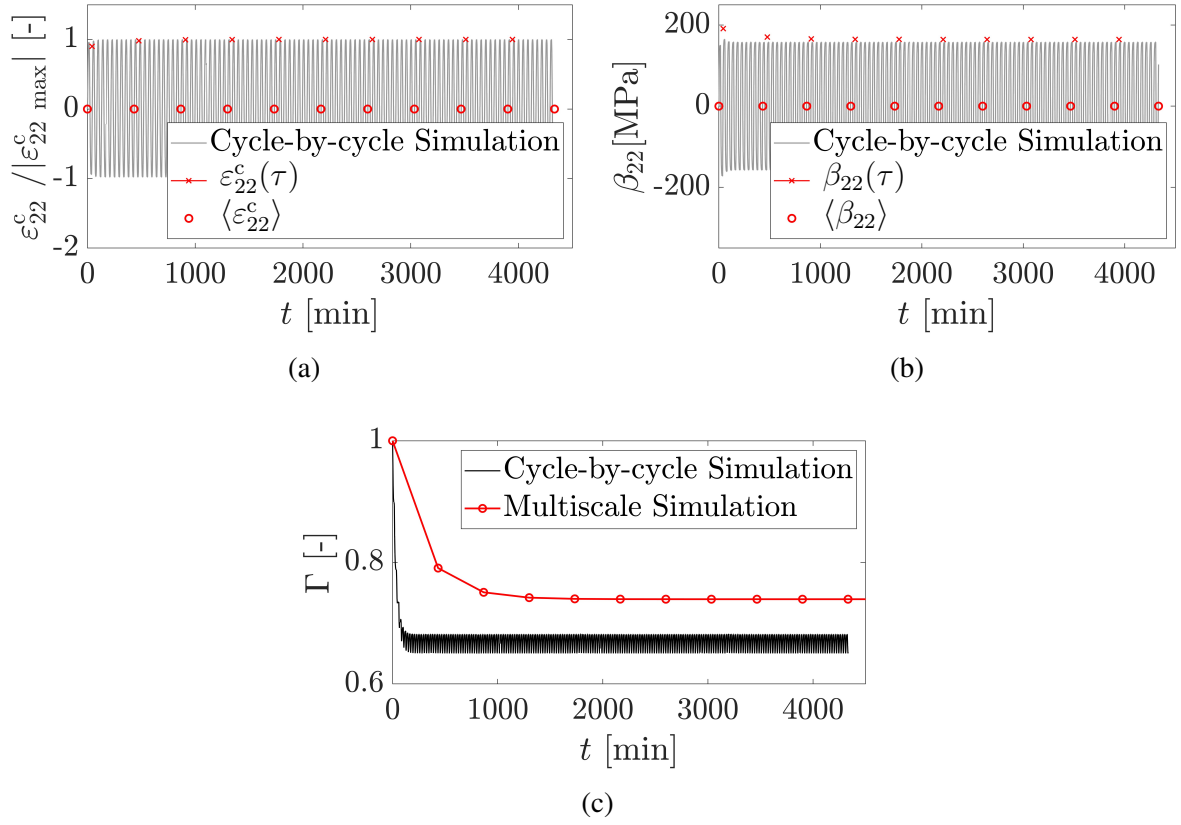 1
0
-1
-2
ε^c_22 /|ε^c_22 max| [-]
Cycle-by-cycle Simulation
ε^c_22(τ)
⟨ε^c_22⟩
0 1000 2000 3000 4000
t [min]
(a)
200
0
-200
β_22[MPa]
Cycle-by-cycle Simulation
β_22(τ)
⟨β_22⟩
0 1000 2000 3000 4000
t [min]
(b)
1
0.8
0.6
Γ [-]
Cycle-by-cycle Simulation
Multiscale Simulation
0 1000 2000 3000 4000
t [min]
(c)